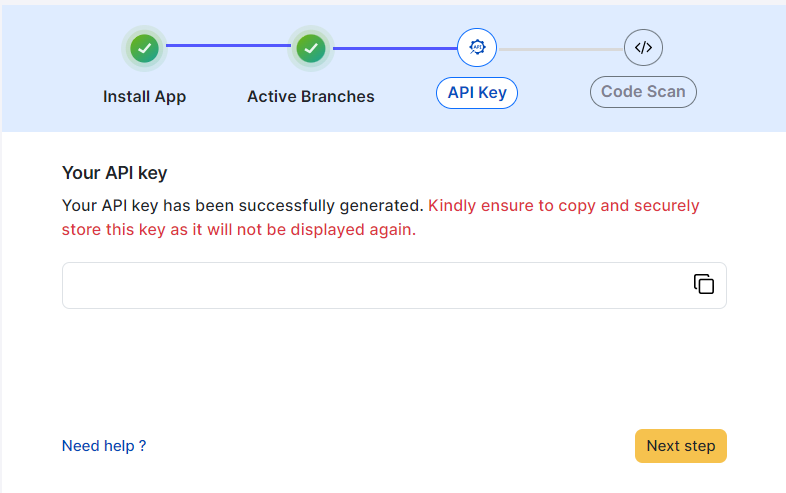 Install App
Active Branches
API
API Key
</>
Code Scan
Your API key
Your API key has been successfully generated. Kindly ensure to copy and securely
store this key as it will not be displayed again.
Need help ?
Next step